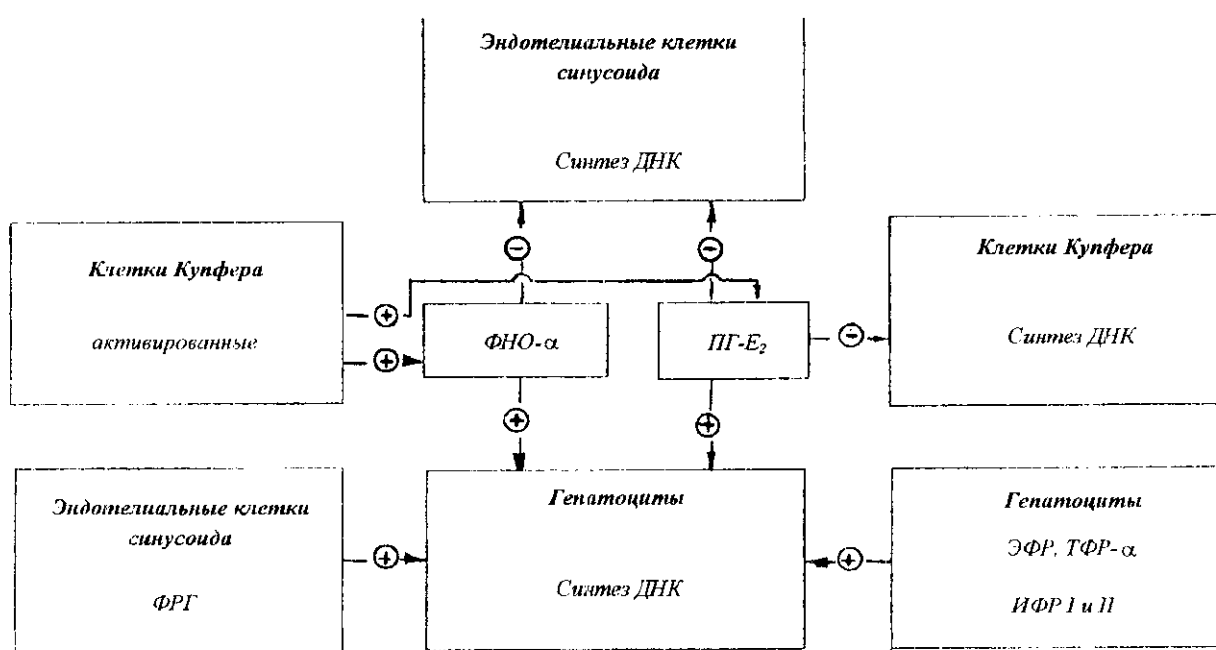 Эндотелиальные клетки
синусоида
Синтез ДНК
Клетки Купфера
активированные
ФНО-α
ПГ-E₂
Клетки Купфера
Синтез ДНК
Эндотелиальные клетки
синусоида
ФРГ
Гепатоциты
Синтез ДНК
Гепатоциты
ЭФР, ТФР-α
ИФР I и II